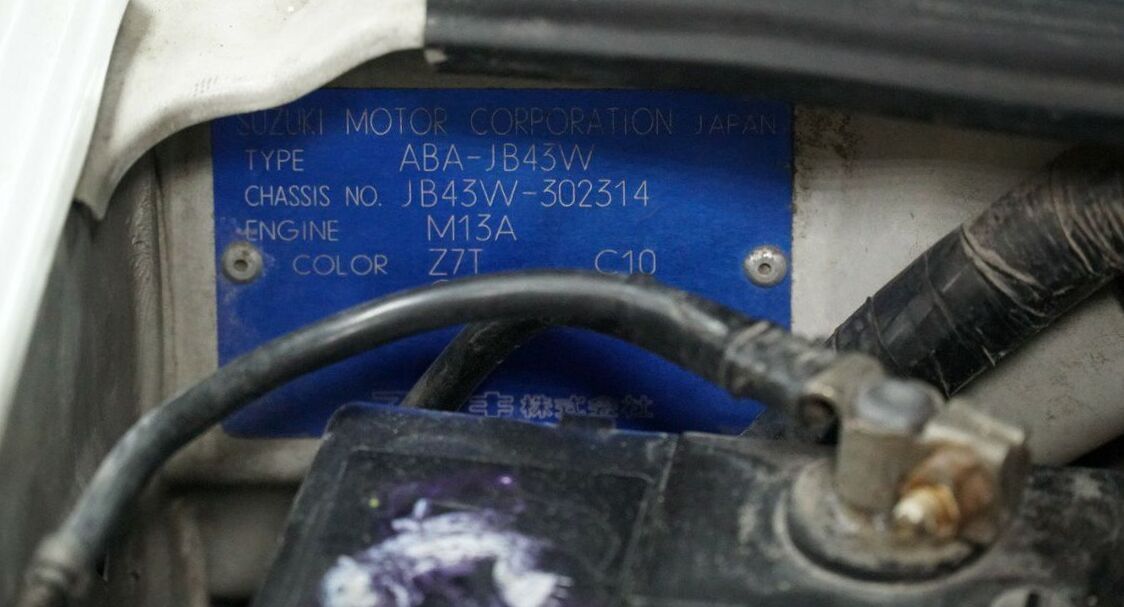 SUZUKI MOTOR CORPORATION JAPAN
TYPE ABA-JB43W
CHASSIS NO. JB43W-302314
ENGINE M13A
COLOR Z7T C10
株式会社